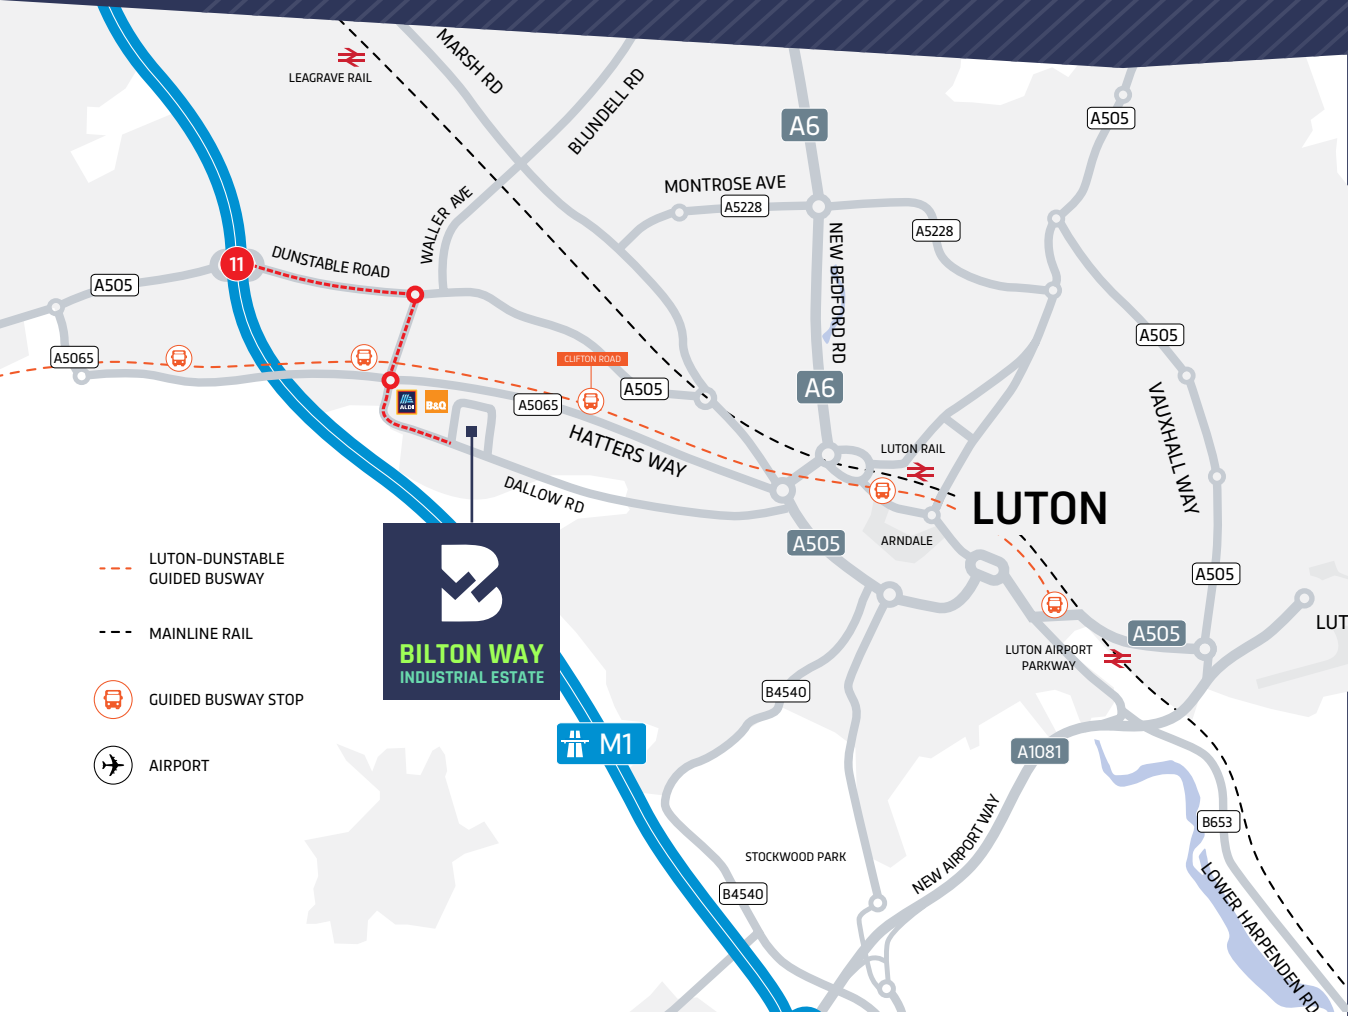 MARSH RD
LEAGRAVE RAIL
BLUNDELL RD
A6
A505
MONTROSE AVE
A5228
A5228
WALLER AVE
NEW BEDFORD RD
11
DUNSTABLE ROAD
A505
A505
A5065
CLIFTON ROAD
A505
A6
ALDI
B&Q
A5065
HATTERS WAY
VAUXHALL WAY
LUTON RAIL
DALLOW RD
LUTON
A505
ARNDALE
LUTON-DUNSTABLE
GUIDED BUSWAY
A505
LUT
MAINLINE RAIL
A505
BILTON WAY
INDUSTRIAL ESTATE
LUTON AIRPORT
PARKWAY
GUIDED BUSWAY STOP
B4540
M1
A1081
AIRPORT
B653
NEW AIRPORT WAY
STOCKWOOD PARK
B4540
LOWER HARPENDEN RD